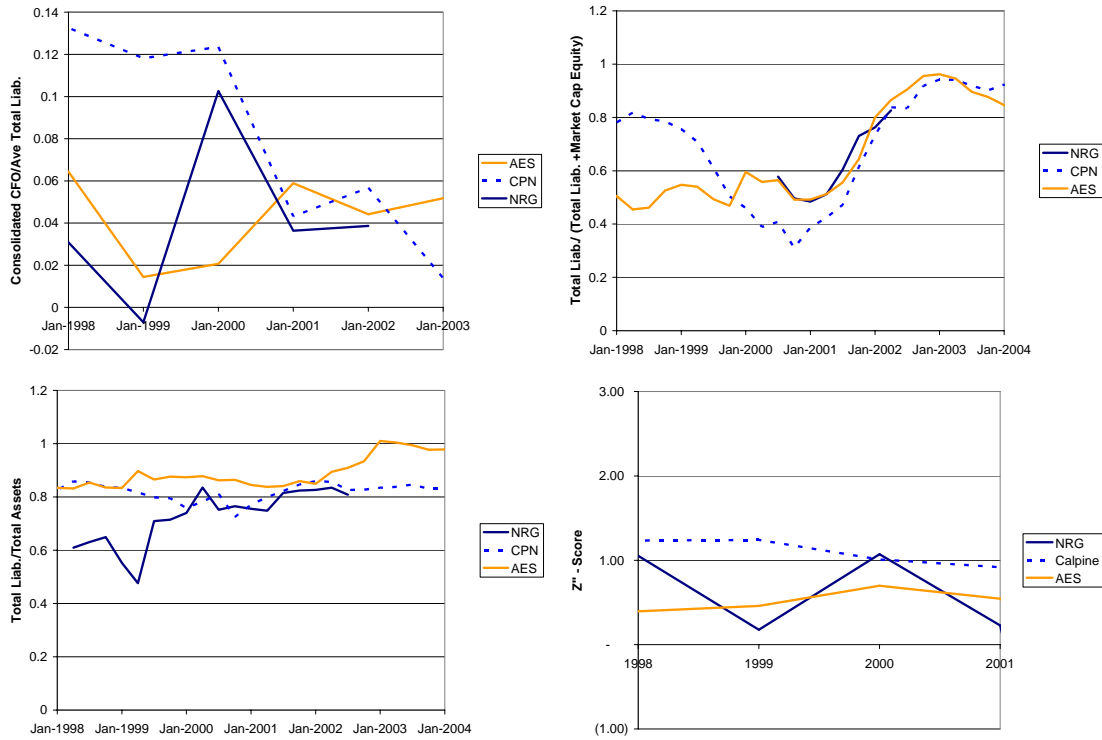 Consolidated CFO/Ave Total Liab.
0.14
0.12
0.1
0.08
0.06
0.04
0.02
0
-0.02
Jan-1998
Jan-1999
Jan-2000
Jan-2001
Jan-2002
Jan-2003
AES
CPN
NRG
Total Liab./ (Total Liab. +Market Cap Equity)
1.2
1
0.8
0.6
0.4
0.2
0
Jan-1998
Jan-1999
Jan-2000
Jan-2001
Jan-2002
Jan-2003
Jan-2004
NRG
CPN
AES
Total Liab./Total Assets
1.2
1
0.8
0.6
0.4
0.2
0
Jan-1998
Jan-1999
Jan-2000
Jan-2001
Jan-2002
Jan-2003
Jan-2004
NRG
CPN
AES
Z" - Score
3.00
2.00
1.00
-
(1.00)
1998
1999
2000
2001
NRG
Calpine
AES